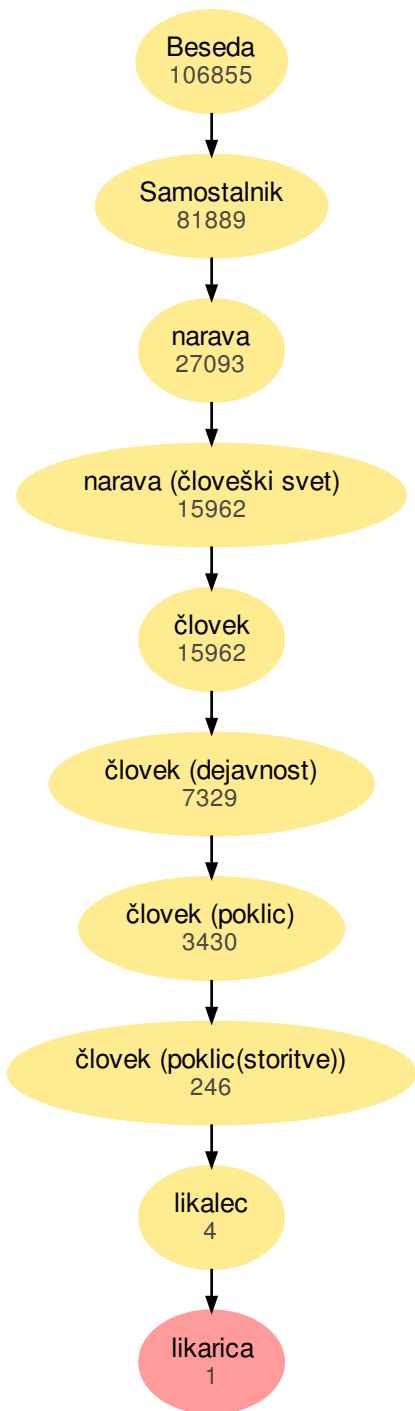 Beseda
106855
Samostalnik
81889
narava
27093
narava (človeški svet)
15962
človek
15962
človek (dejavnost)
7329
človek (poklic)
3430
človek (poklic(storitve))
246
likalec
4
likarica
1